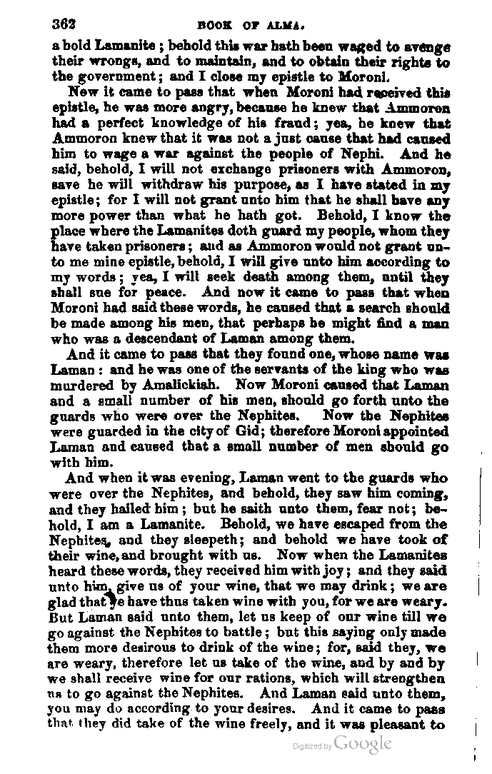 362 BOOK OF ALMA.
a bold Lamanite; behold this war hath been waged to avenge
their wrongs, and to maintain, and to obtain their rights to
the government; and I close my epistle to Moroni.
Now it came to pass that when Moroni had received this
epistle, he was more angry, because he knew that Ammoron
had a perfect knowledge of his fraud; yea, he knew that
Ammoron knew that it was not a just cause that had caused
him to wage a war against the people of Nephi. And he
said, behold, I will not exchange prisoners with Ammoron,
save he will withdraw his purpose, as I have stated in my
epistle; for I will not grant unto him that he shall have any
more power than what he hath got. Behold, I know the
place where the Lamanites doth guard my people, whom they
have taken prisoners; and as Ammoron would not grant un-
to me mine epistle, behold, I will give unto him according to
my words; yea, I will seek death among them, until they
shall sue for peace. And now it came to pass that when
Moroni had said these words, he caused that a search should
be made among his men, that perhaps he might find a man
who was a descendant of Laman among them.
And it came to pass that they found one, whose name was
Laman: and he was one of the servants of the king who was
murdered by Amalickiah. Now Moroni caused that Laman
and a small number of his men, should go forth unto the
guards who were over the Nephites. Now the Nephites
were guarded in the city of Gid; therefore Moroni appointed
Laman and caused that a small number of men should go
with him.
And when it was evening, Laman went to the guards who
were over the Nephites, and behold, they saw him coming,
and they hailed him; but he saith unto them, fear not; be-
hold, I am a Lamanite. Behold, we have escaped from the
Nephites, and they sleepeth; and behold we have took of
their wine, and brought with us. Now when the Lamanites
heard these words, they received him with joy; and they said
unto him, give us of your wine, that we may drink; we are
glad that ye have thus taken wine with you, for we are weary.
But Laman said unto them, let us keep of our wine till we
go against the Nephites to battle; but this saying only made
them more desirous to drink of the wine; for, said they, we
are weary, therefore let us take of the wine, and by and by
we shall receive wine for our rations, which will strengthen
us to go against the Nephites. And Laman said unto them,
you may do according to your desires. And it came to pass
that they did take of the wine freely, and it was pleasant to
Digitized by Google